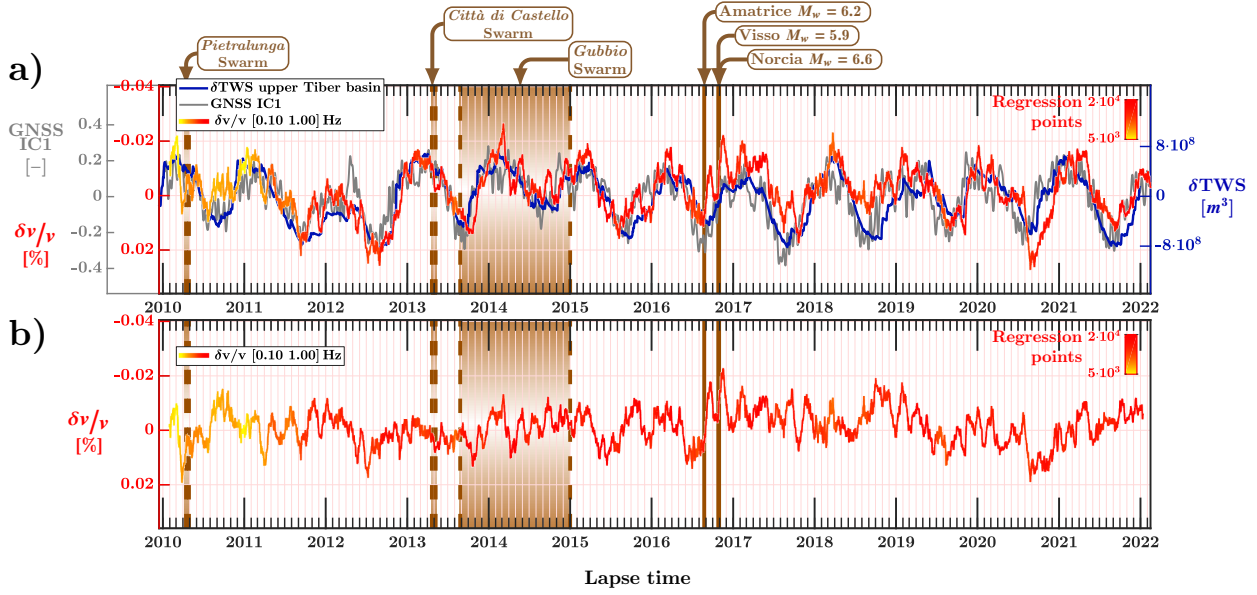 Pietralunga
Swarm
Città di Castello
Swarm
Gubbio
Swarm
Amatrice Mw = 6.2
Visso Mw = 5.9
Norcia Mw = 6.6
a)
δTWS upper Tiber basin
GNSS IC1
δv/v [0.10 1.00] Hz
Regression
points
2·10⁴
5·10³
GNSS
IC1
[–]
0.4
0.2
0
-0.2
-0.4
δv/v
[%]
-0.04
-0.02
0
0.02
8·10⁸
0
-8·10⁸
δTWS
[m³]
2010 2011 2012 2013 2014 2015 2016 2017 2018 2019 2020 2021 2022
b)
δv/v [0.10 1.00] Hz
Regression
points
2·10⁴
5·10³
δv/v
[%]
-0.04
-0.02
0
0.02
2010 2011 2012 2013 2014 2015 2016 2017 2018 2019 2020 2021 2022
Lapse time